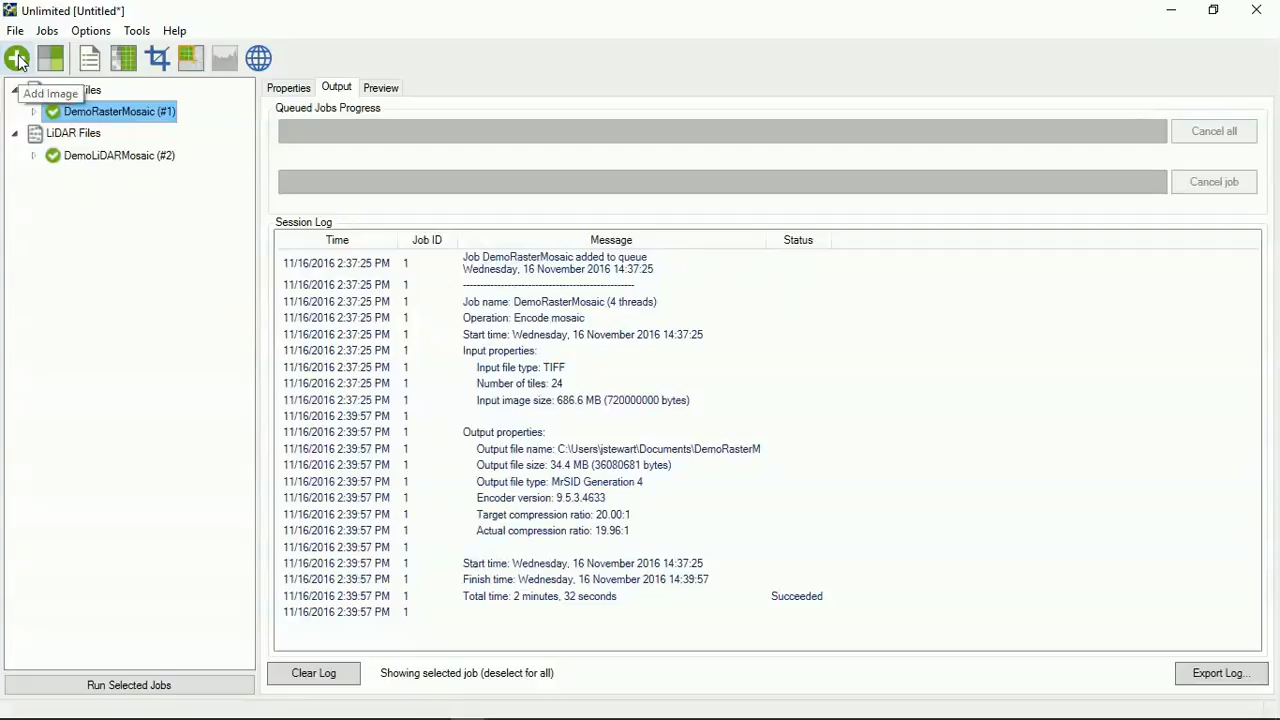 Unlimited [Untitled*]
File Jobs Options Tools Help
Add Image
iles
DemoRasterMosaic (#1)
LiDAR Files
DemoLiDARMosaic (#2)
Run Selected Jobs
Properties Output Preview
Queued Jobs Progress
Cancel all
Cancel job
Session Log
Time Job ID Message Status
11/16/2016 2:37:25 PM 1 Job DemoRasterMosaic added to queue
Wednesday, 16 November 2016 14:37:25
11/16/2016 2:37:25 PM 1 ------------------------------------------------
11/16/2016 2:37:25 PM 1 Job name: DemoRasterMosaic (4 threads)
11/16/2016 2:37:25 PM 1 Operation: Encode mosaic
11/16/2016 2:37:25 PM 1 Start time: Wednesday, 16 November 2016 14:37:25
11/16/2016 2:37:25 PM 1 Input properties:
11/16/2016 2:37:25 PM 1 Input file type: TIFF
11/16/2016 2:37:25 PM 1 Number of tiles: 24
11/16/2016 2:37:25 PM 1 Input image size: 686.6 MB (720000000 bytes)
11/16/2016 2:39:57 PM 1
11/16/2016 2:39:57 PM 1 Output properties:
11/16/2016 2:39:57 PM 1 Output file name: C:\Users\jstewart\Documents\DemoRasterM
11/16/2016 2:39:57 PM 1 Output file size: 34.4 MB (36080681 bytes)
11/16/2016 2:39:57 PM 1 Output file type: MrSID Generation 4
11/16/2016 2:39:57 PM 1 Encoder version: 9.5.3.4633
11/16/2016 2:39:57 PM 1 Target compression ratio: 20.00:1
11/16/2016 2:39:57 PM 1 Actual compression ratio: 19.96:1
11/16/2016 2:39:57 PM 1
11/16/2016 2:39:57 PM 1 Start time: Wednesday, 16 November 2016 14:37:25
11/16/2016 2:39:57 PM 1 Finish time: Wednesday, 16 November 2016 14:39:57
11/16/2016 2:39:57 PM 1 Total time: 2 minutes, 32 seconds Succeeded
11/16/2016 2:39:57 PM 1
Clear Log Showing selected job (deselect for all) Export Log...